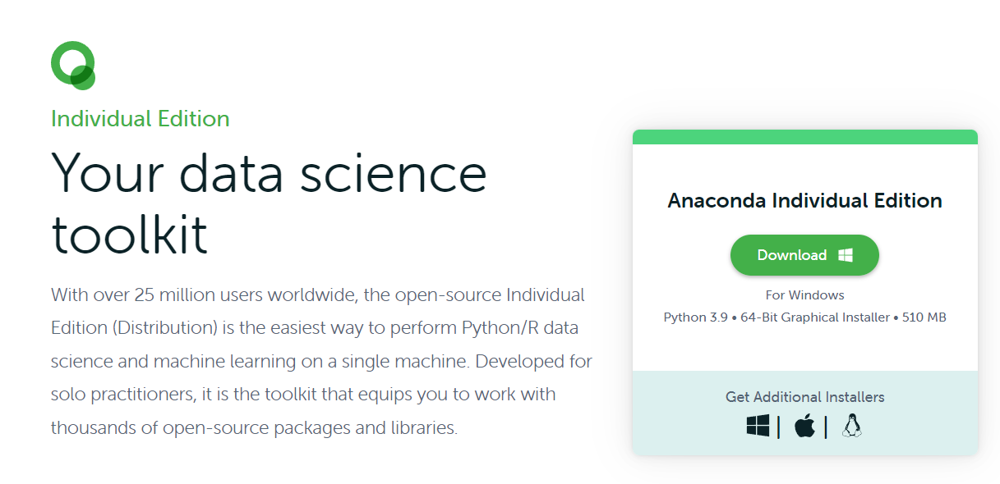 Individual Edition
Your data science
toolkit
With over 25 million users worldwide, the open-source Individual
Edition (Distribution) is the easiest way to perform Python/R data
science and machine learning on a single machine. Developed for
solo practitioners, it is the toolkit that equips you to work with
thousands of open-source packages and libraries.
Anaconda Individual Edition
Download
For Windows
Python 3.9 • 64-Bit Graphical Installer • 510 MB
Get Additional Installers
| |